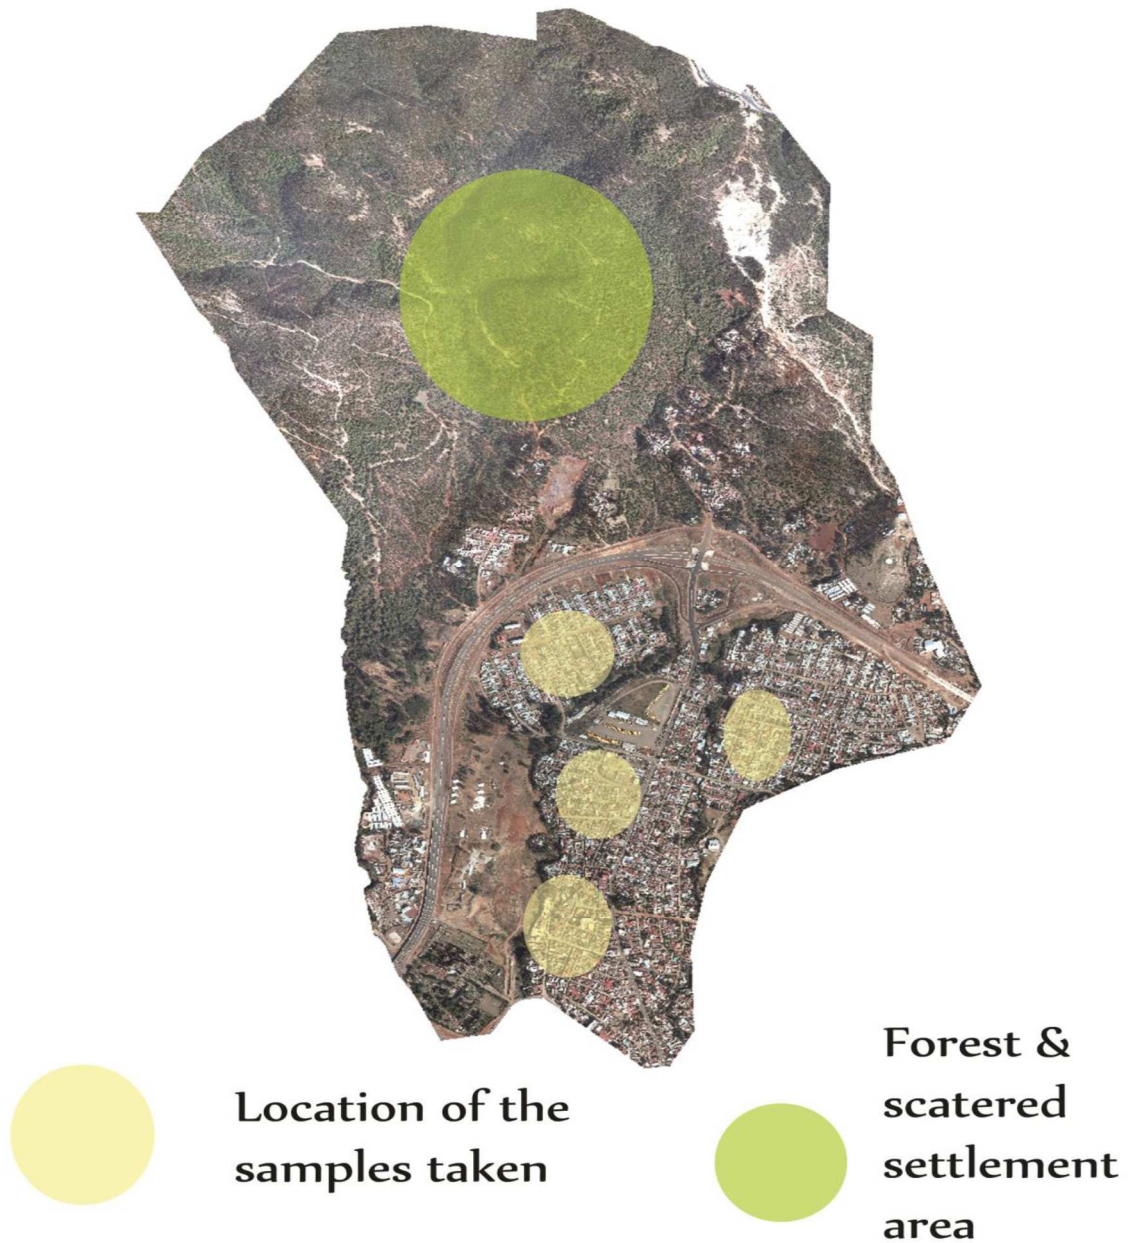 Location of the
samples taken
Forest &
scatered
settlement
area